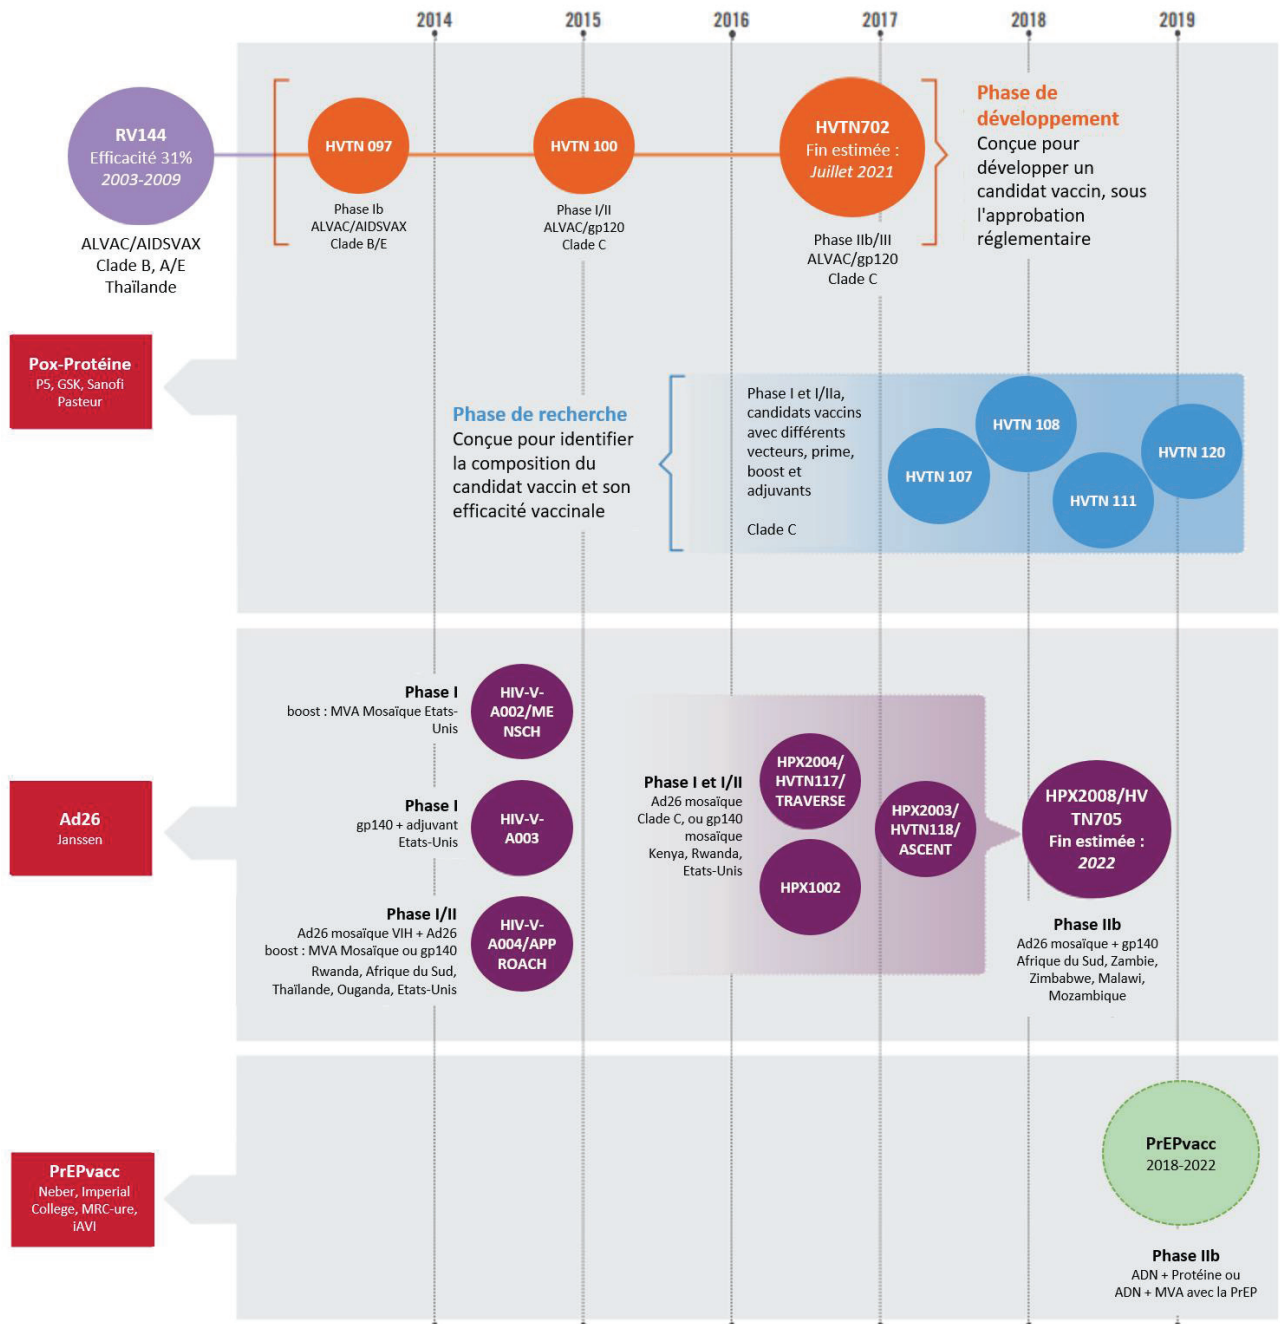 2014
2015
2016
2017
2018
2019
RV144
Efficacité 31%
2003-2009
ALVAC/AIDSVAX
Clade B, A/E
Thaïlande
HVTN 097
Phase Ib
ALVAC/AIDSVAX
Clade B/E
HVTN 100
Phase I/II
ALVAC/gp120
Clade C
HVTN702
Fin estimée :
Juillet 2021
Phase IIb/III
ALVAC/gp120
Clade C
Phase de
développement
Conçue pour
développer un
candidat vaccin, sous
l'approbation
réglementaire
Pox-Protéine
P5, GSK, Sanofi
Pasteur
Phase de recherche
Conçue pour identifier
la composition du
candidat vaccin et son
efficacité vaccinale
Phase I et I/IIa,
candidats vaccins
avec différents
vecteurs, prime,
boost et
adjuvants
Clade C
HVTN 107
HVTN 108
HVTN 111
HVTN 120
Ad26
Janssen
Phase I
boost : MVA Mosaïque Etats-
Unis
HIV-V-
A002/ME
NSCH
Phase I
gp140 + adjuvant
Etats-Unis
HIV-V-
A003
Phase I/II
Ad26 mosaïque VIH + Ad26
boost : MVA Mosaïque ou gp140
Rwanda, Afrique du Sud,
Thaïlande, Ouganda, Etats-Unis
HIV-V-
A004/APP
ROACH
Phase I et I/II
Ad26 mosaïque
Clade C, ou gp140
mosaïque
Kenya, Rwanda,
Etats-Unis
HPX2004/
HVTN117/
TRAVERSE
HPX1002
HPX2003/
HVTN118/
ASCENT
HPX2008/HV
TN705
Fin estimée :
2022
Phase IIb
Ad26 mosaïque + gp140
Afrique du Sud, Zambie,
Zimbabwe, Malawi,
Mozambique
PrEPvacc
Neber, Imperial
College, MRC-ure,
iAVI
PrEPvacc
2018-2022
Phase IIb
ADN + Protéine ou
ADN + MVA avec la PrEP